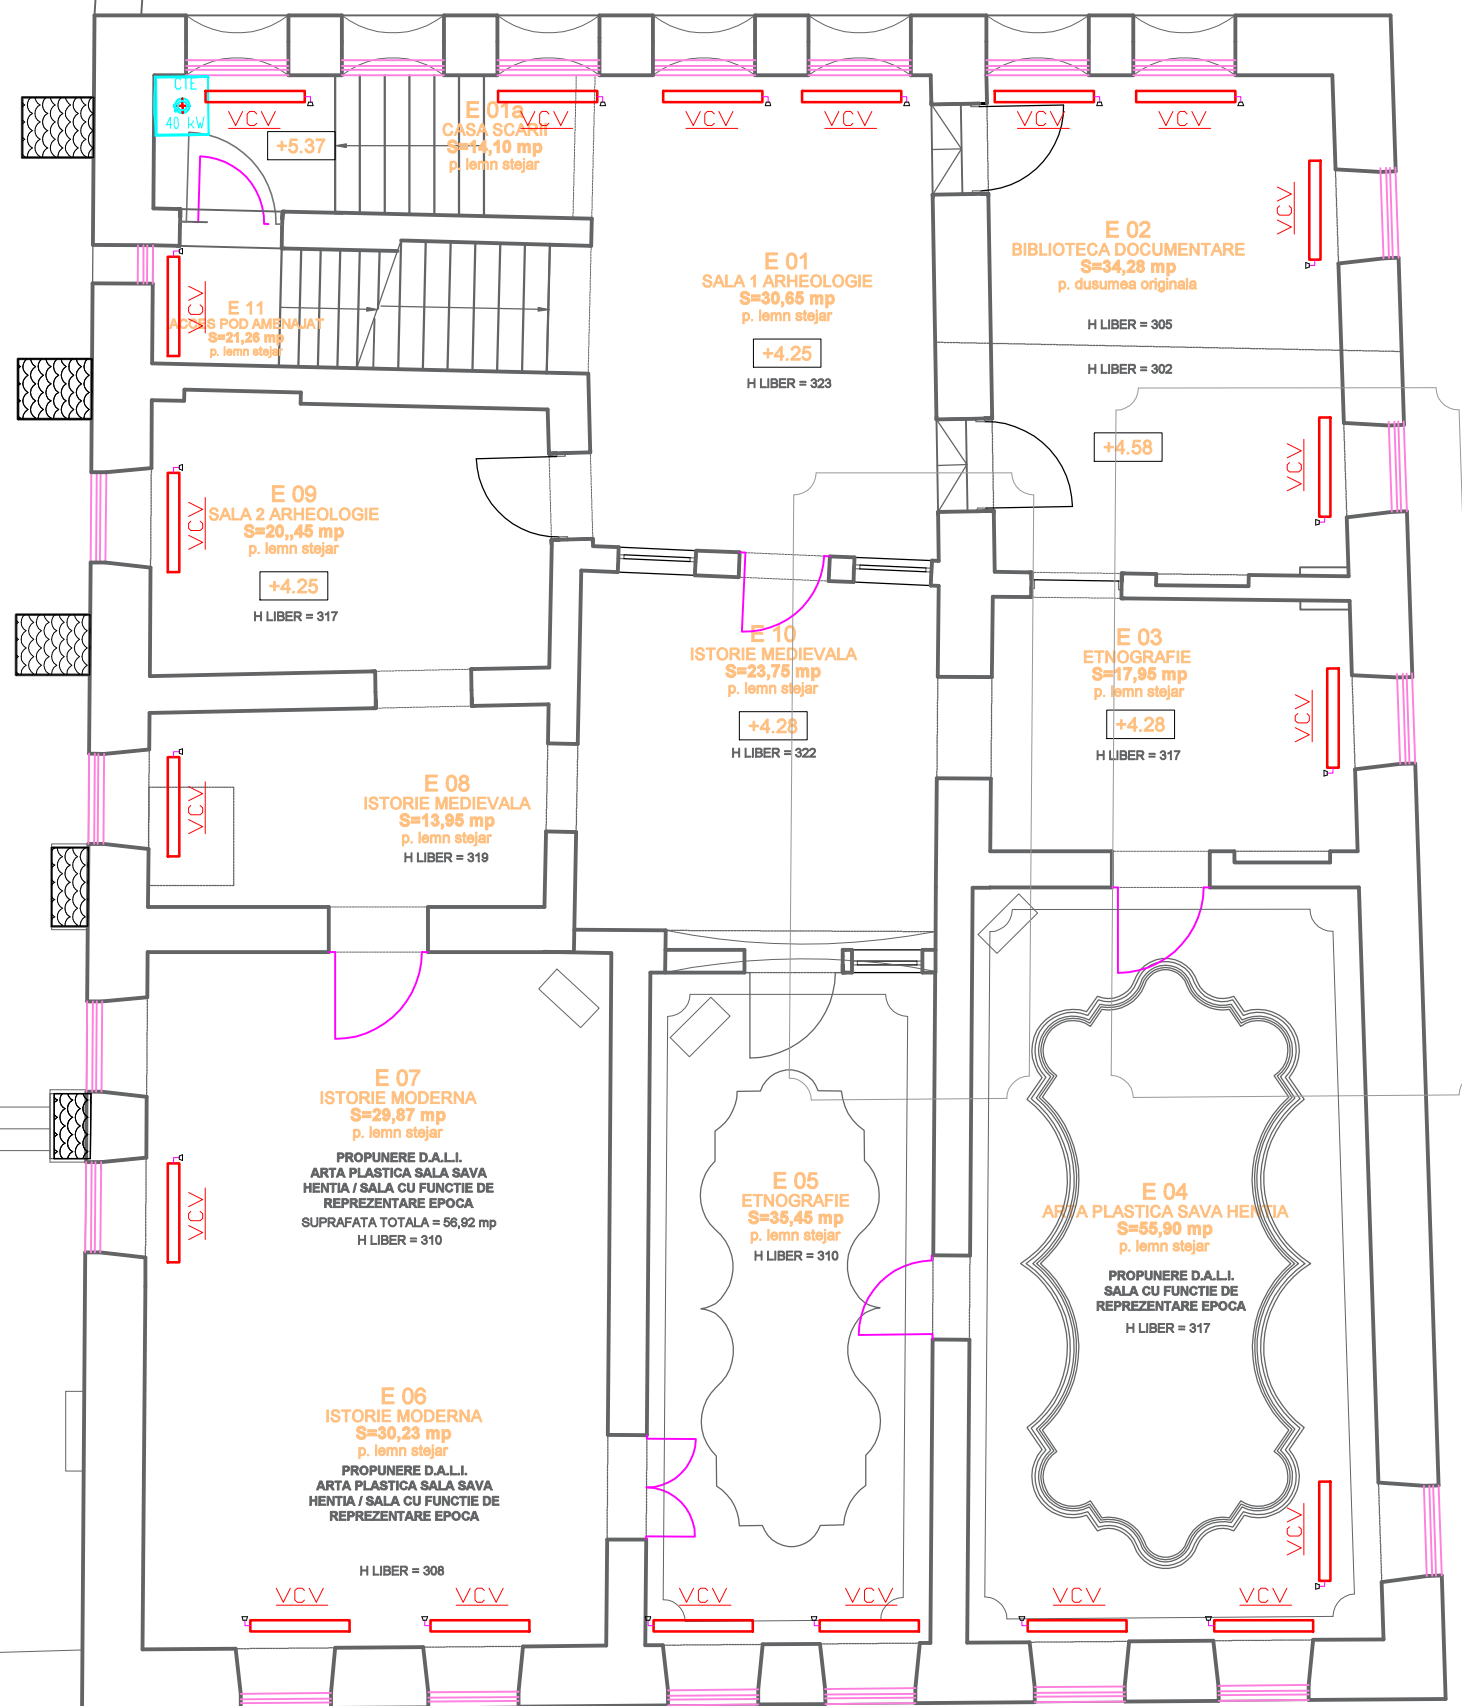 CTE
40 kW
VCV
+5.37
E 01a
CASA SCARII
S=14,10 mp
p. lemn stejar
VCV
VCV
VCV
VCV
VCV
VCV
E 02
BIBLIOTECA DOCUMENTARE
S=34,28 mp
p. dusumea originala
H LIBER = 305
H LIBER = 302
+4.58
VCV
E 01
SALA 1 ARHEOLOGIE
S=30,65 mp
p. lemn stejar
+4.25
H LIBER = 323
VCV
E 11
ACCES POD AMENAJAT
S=21,26 mp
p. lemn stejar
VCV
E 09
SALA 2 ARHEOLOGIE
S=20,,45 mp
p. lemn stejar
+4.25
H LIBER = 317
E 10
ISTORIE MEDIEVALA
S=23,75 mp
p. lemn stejar
+4.28
H LIBER = 322
E 03
ETNOGRAFIE
S=17,95 mp
p. lemn stejar
+4.28
H LIBER = 317
VCV
VCV
E 08
ISTORIE MEDIEVALA
S=13,95 mp
p. lemn stejar
H LIBER = 319
E 07
ISTORIE MODERNA
S=29,87 mp
p. lemn stejar
PROPUNERE D.A.L.I.
ARTA PLASTICA SALA SAVA
HENTIA / SALA CU FUNCTIE DE
REPREZENTARE EPOCA
SUPRAFATA TOTALA = 56,92 mp
H LIBER = 310
VCV
E 05
ETNOGRAFIE
S=35,45 mp
p. lemn stejar
H LIBER = 310
E 04
ARTA PLASTICA SAVA HENTIA
S=55,90 mp
p. lemn stejar
PROPUNERE D.A.L.I.
SALA CU FUNCTIE DE
REPREZENTARE EPOCA
H LIBER = 317
E 06
ISTORIE MODERNA
S=30,23 mp
p. lemn stejar
PROPUNERE D.A.L.I.
ARTA PLASTICA SALA SAVA
HENTIA / SALA CU FUNCTIE DE
REPREZENTARE EPOCA
H LIBER = 308
VCV
VCV
VCV
VCV
VCV
VCV
VCV